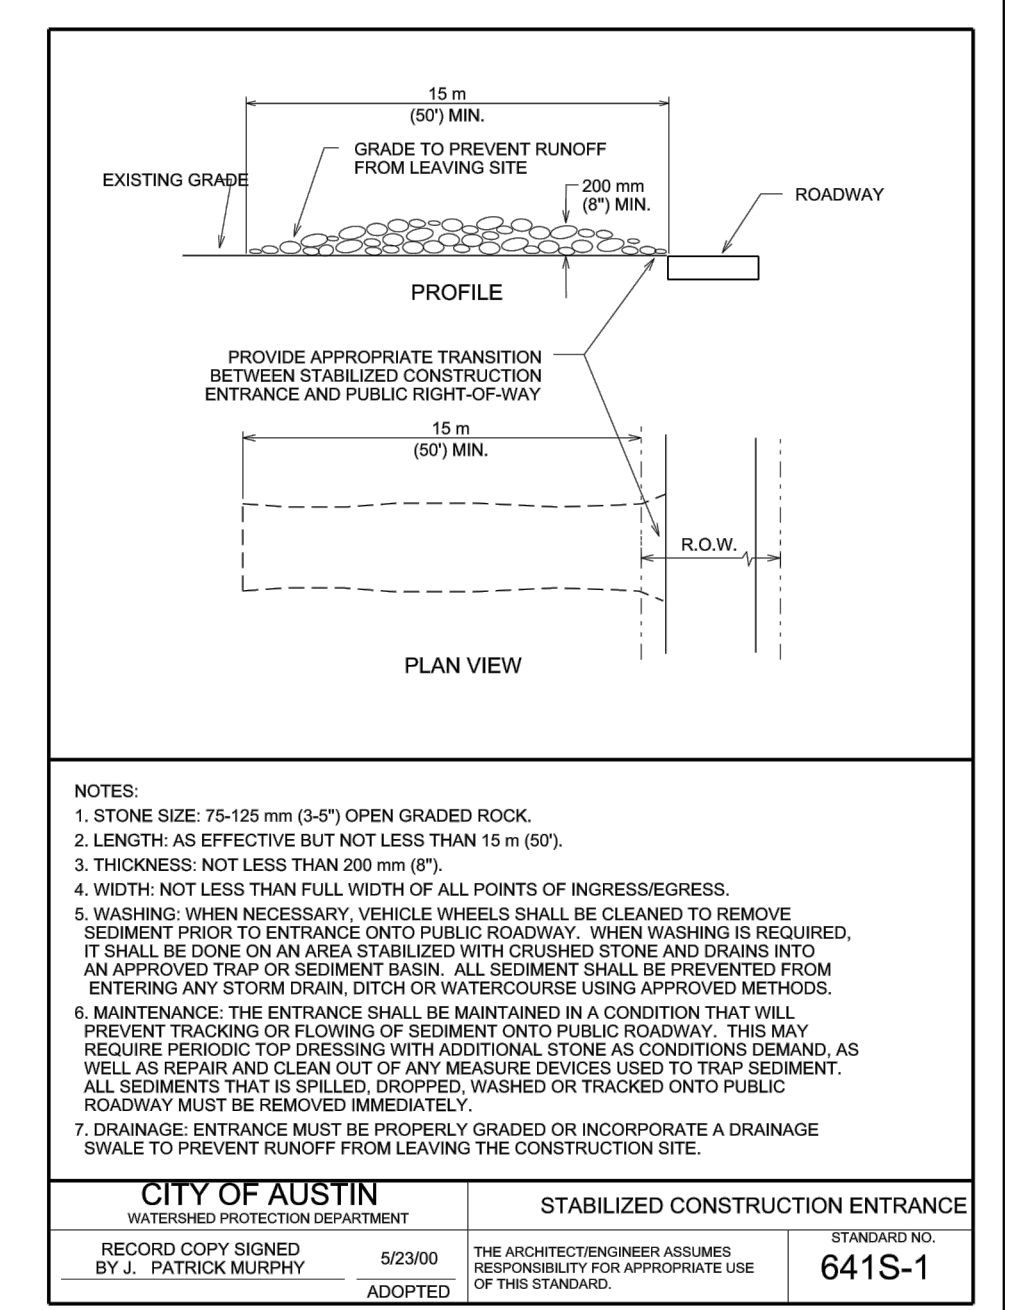 15 m
(50') MIN.
GRADE TO PREVENT RUNOFF
FROM LEAVING SITE
EXISTING GRADE
200 mm
(8") MIN.
ROADWAY
PROFILE
PROVIDE APPROPRIATE TRANSITION
BETWEEN STABILIZED CONSTRUCTION
ENTRANCE AND PUBLIC RIGHT-OF-WAY
15 m
(50') MIN.
R.O.W.
PLAN VIEW
NOTES:
1. STONE SIZE: 75-125 mm (3-5") OPEN GRADED ROCK.
2. LENGTH: AS EFFECTIVE BUT NOT LESS THAN 15 m (50').
3. THICKNESS: NOT LESS THAN 200 mm (8").
4. WIDTH: NOT LESS THAN FULL WIDTH OF ALL POINTS OF INGRESS/EGRESS.
5. WASHING: WHEN NECESSARY, VEHICLE WHEELS SHALL BE CLEANED TO REMOVE
SEDIMENT PRIOR TO ENTRANCE ONTO PUBLIC ROADWAY. WHEN WASHING IS REQUIRED,
IT SHALL BE DONE ON AN AREA STABILIZED WITH CRUSHED STONE AND DRAINS INTO
AN APPROVED TRAP OR SEDIMENT BASIN. ALL SEDIMENT SHALL BE PREVENTED FROM
ENTERING ANY STORM DRAIN, DITCH OR WATERCOURSE USING APPROVED METHODS.
6. MAINTENANCE: THE ENTRANCE SHALL BE MAINTAINED IN A CONDITION THAT WILL
PREVENT TRACKING OR FLOWING OF SEDIMENT ONTO PUBLIC ROADWAY. THIS MAY
REQUIRE PERIODIC TOP DRESSING WITH ADDITIONAL STONE AS CONDITIONS DEMAND, AS
WELL AS REPAIR AND CLEAN OUT OF ANY MEASURE DEVICES USED TO TRAP SEDIMENT.
ALL SEDIMENTS THAT IS SPILLED, DROPPED, WASHED OR TRACKED ONTO PUBLIC
ROADWAY MUST BE REMOVED IMMEDIATELY.
7. DRAINAGE: ENTRANCE MUST BE PROPERLY GRADED OR INCORPORATE A DRAINAGE
SWALE TO PREVENT RUNOFF FROM LEAVING THE CONSTRUCTION SITE.
CITY OF AUSTIN
WATERSHED PROTECTION DEPARTMENT
STABILIZED CONSTRUCTION ENTRANCE
RECORD COPY SIGNED
BY J. PATRICK MURPHY
5/23/00
ADOPTED
THE ARCHITECT/ENGINEER ASSUMES
RESPONSIBILITY FOR APPROPRIATE USE
OF THIS STANDARD.
STANDARD NO.
641S-1